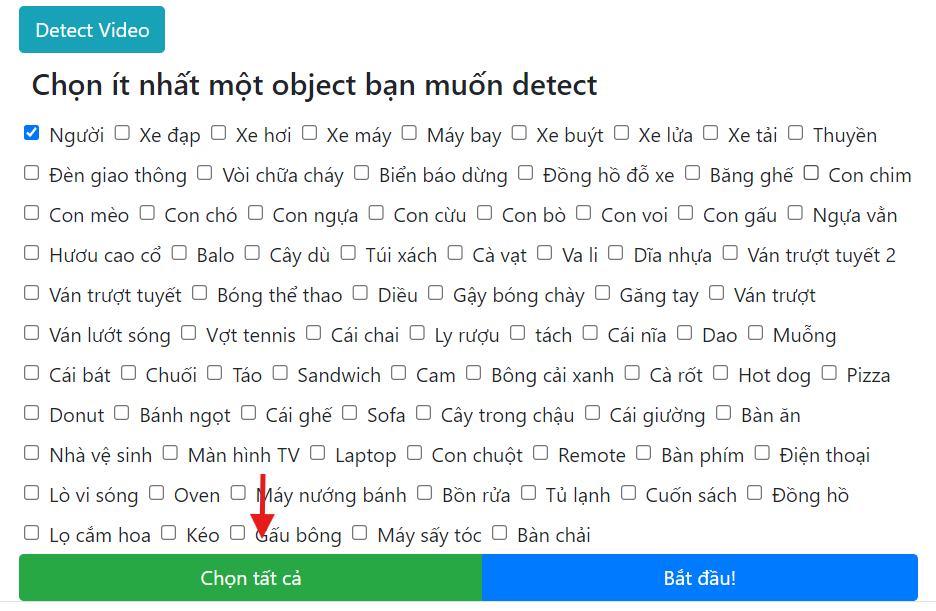 Detect Video
Chọn ít nhất một object bạn muốn detect
Người Xe đạp Xe hơi Xe máy Máy bay Xe buýt Xe lửa Xe tải Thuyền
Đèn giao thông Vòi chữa cháy Biển báo dừng Đồng hồ đỗ xe Băng ghế Con chim
Con mèo Con chó Con ngựa Con cừu Con bò Con voi Con gấu Ngựa vằn
Hươu cao cổ Balo Cây dù Túi xách Cà vạt Va li Dĩa nhựa Ván trượt tuyết 2
Ván trượt tuyết Bóng thể thao Diều Gậy bóng chày Găng tay Ván trượt
Ván lướt sóng Vợt tennis Cái chai Ly rượu tách Cái nĩa Dao Muỗng
Cái bát Chuối Táo Sandwich Cam Bông cải xanh Cà rốt Hot dog Pizza
Donut Bánh ngọt Cái ghế Sofa Cây trong chậu Cái giường Bàn ăn
Nhà vệ sinh Màn hình TV Laptop Con chuột Remote Bàn phím Điện thoại
Lò vi sóng Oven Máy nướng bánh Bồn rửa Tủ lạnh Cuốn sách Đồng hồ
Lọ cắm hoa Kéo Gấu bông Máy sấy tóc Bàn chải
Chọn tất cả Bắt đầu!